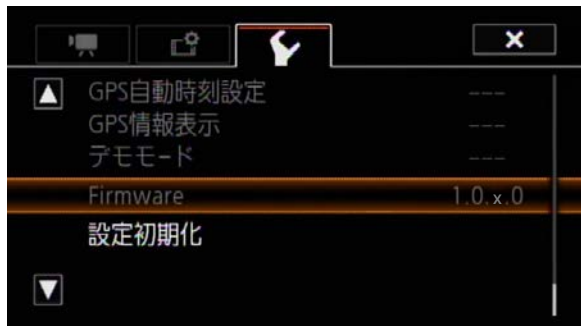 GPS自動時刻設定 ---
GPS情報表示 ---
デモモード ---
Firmware 1.0.x.0
設定初期化